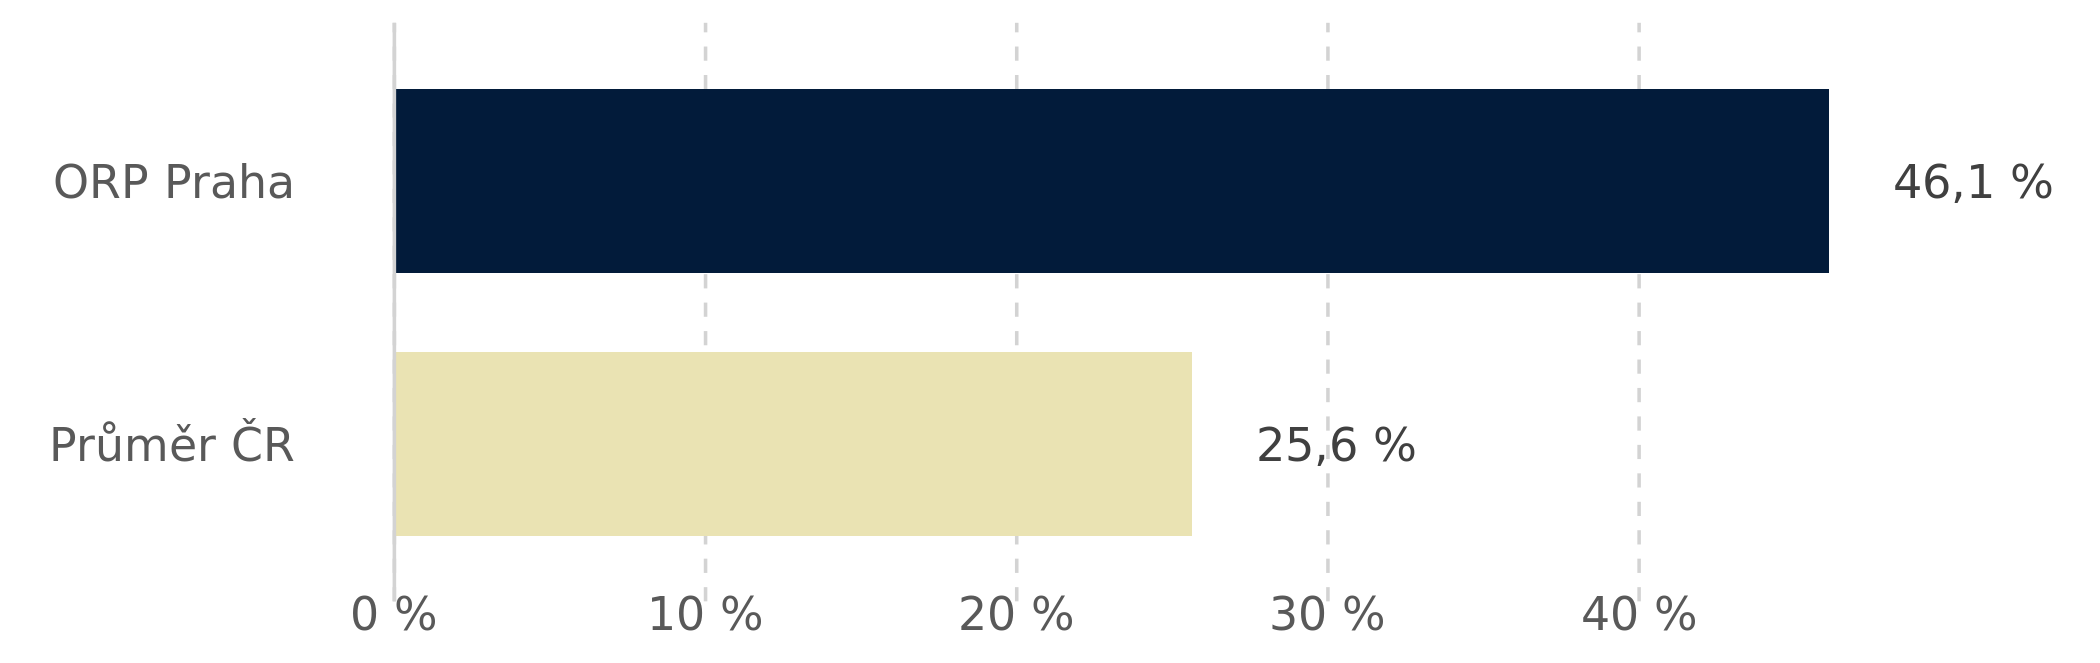 ORP Praha
46,1 %
Průměr ČR
25,6 %
0 % 10 % 20 % 30 % 40 %